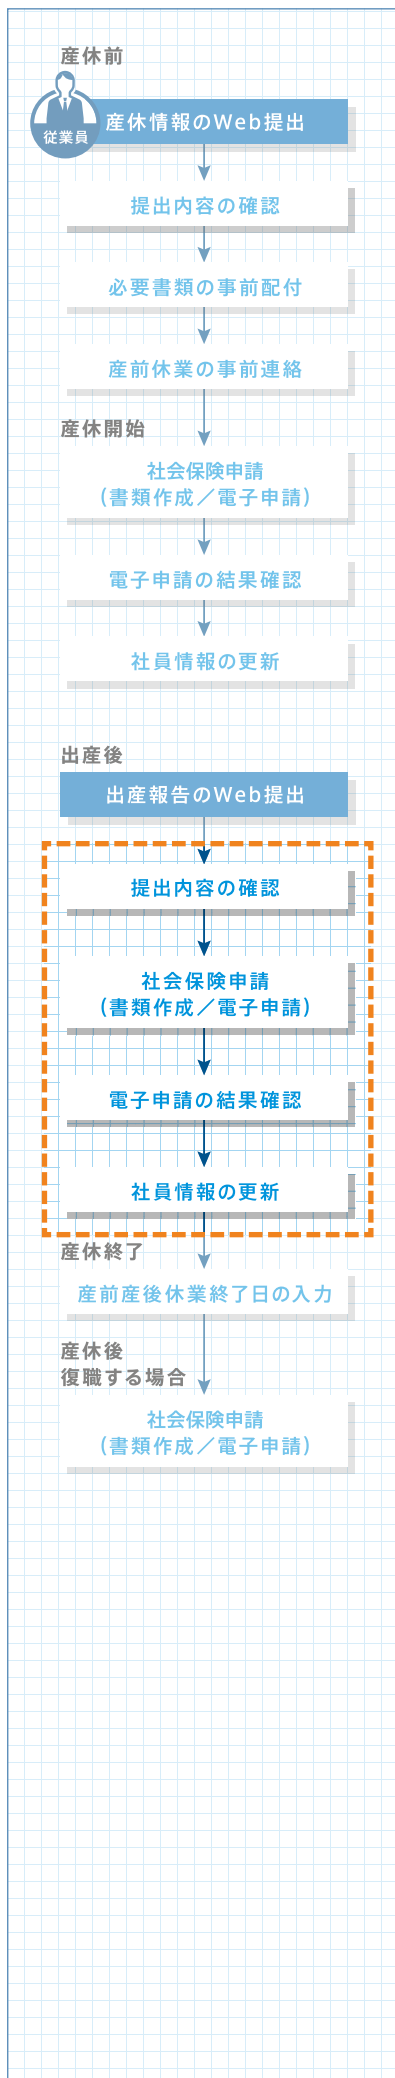 産休前
従業員
産休情報のWeb提出
提出内容の確認
必要書類の事前配付
産前休業の事前連絡
産休開始
社会保険申請
(書類作成／電子申請)
電子申請の結果確認
社員情報の更新
出産後
出産報告のWeb提出
提出内容の確認
社会保険申請
(書類作成／電子申請)
電子申請の結果確認
社員情報の更新
産休終了
産前産後休業終了日の入力
産休後
復職する場合
社会保険申請
(書類作成／電子申請)